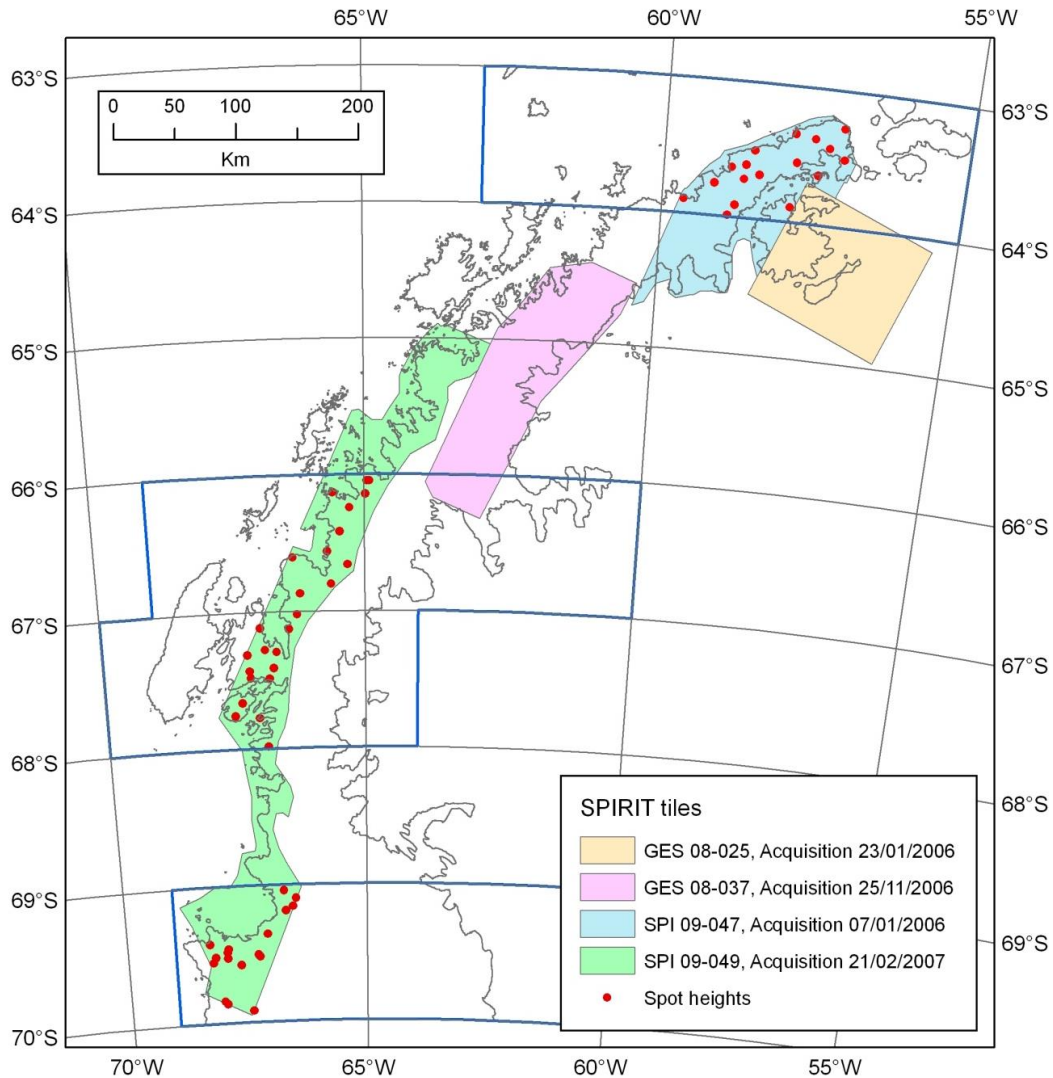 65°W 60°W 55°W
63°S
63°S
0 50 100 200
Km
64°S
64°S
65°S
65°S
66°S
66°S
67°S
67°S
68°S
68°S
SPIRIT tiles
GES 08-025, Acquisition 23/01/2006
GES 08-037, Acquisition 25/11/2006
69°S
SPI 09-047, Acquisition 07/01/2006
69°S
SPI 09-049, Acquisition 21/02/2007
Spot heights
70°S
70°W 65°W 60°W 55°W